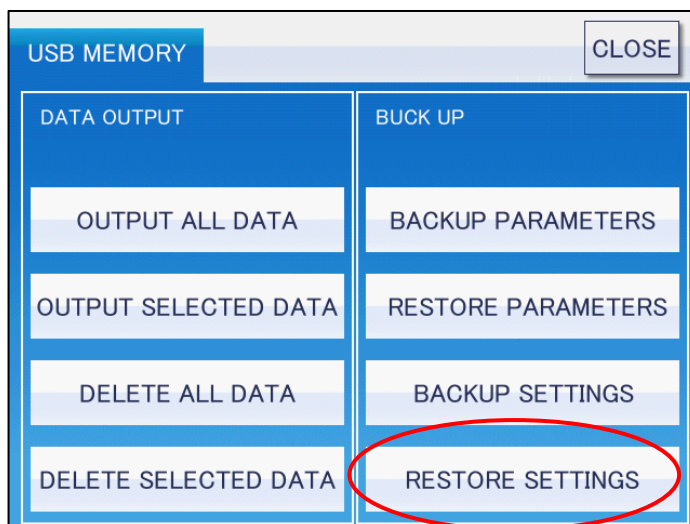 USB MEMORY
CLOSE
DATA OUTPUT
OUTPUT ALL DATA
OUTPUT SELECTED DATA
DELETE ALL DATA
DELETE SELECTED DATA
BUCK UP
BACKUP PARAMETERS
RESTORE PARAMETERS
BACKUP SETTINGS
RESTORE SETTINGS